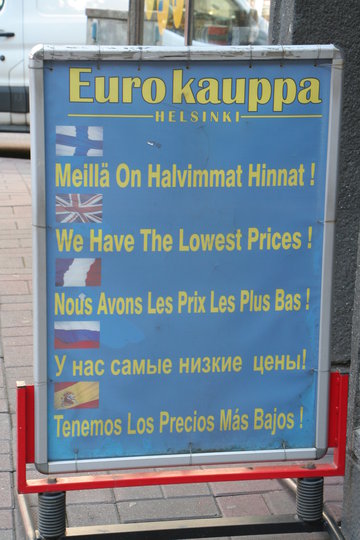 Euro kauppa
HELSINKI
Meillä On Halvimmat Hinnat !
We Have The Lowest Prices !
Nous Avons Les Prix Les Plus Bas !
У нас самые низкие цены!
Tenemos Los Precios Más Bajos !